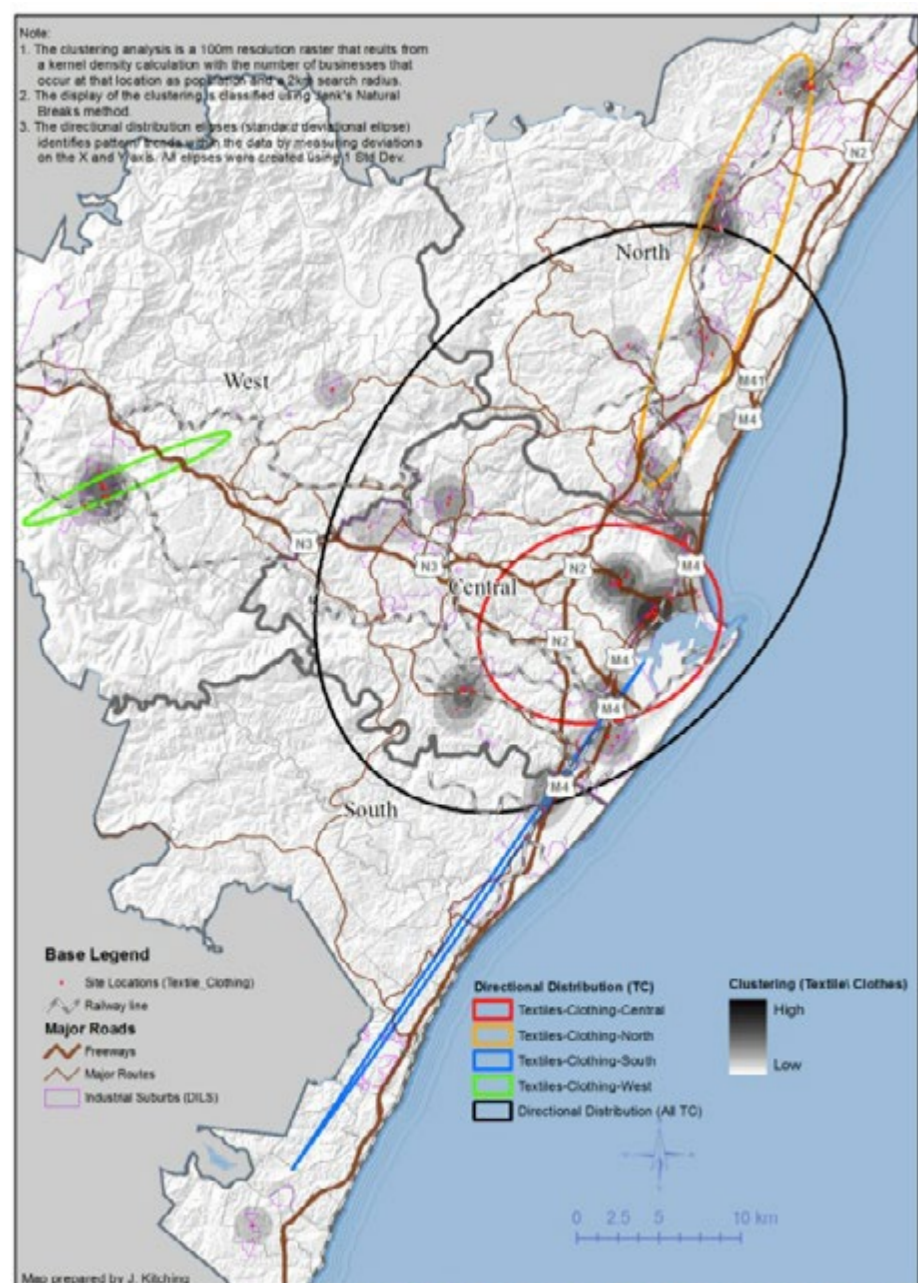 Note:
1. The clustering analysis is a 100m resolution raster that reults from
a kernel density calculation with the number of businesses that
occur at that location as population and a 2km search radius.
2. The display of the clustering is classified using Jenk's Natural
Breaks method.
3. The directional distribution elipses (standard deviational elipse)
identifies pattern trends within the data by measuring deviations
on the X and Y axis. All elipses were created using 1 Std Dev.
N2
North
West
M41
M4
N3
N3
Central
N2
M4
N2
M4
M4
M4
South
Base Legend
Site Locations (Textile_Clothing)
Railway line
Major Roads
Freeways
Major Routes
Industrial Suburbs (DILS)
Directional Distribution (TC)
Textiles-Clothing-Central
Textiles-Clothing-North
Textiles-Clothing-South
Textiles-Clothing-West
Directional Distribution (All TC)
Clustering (Textile\ Clothes)
High
Low
0 2.5 5 10 km
Map prepared by J. Kitching